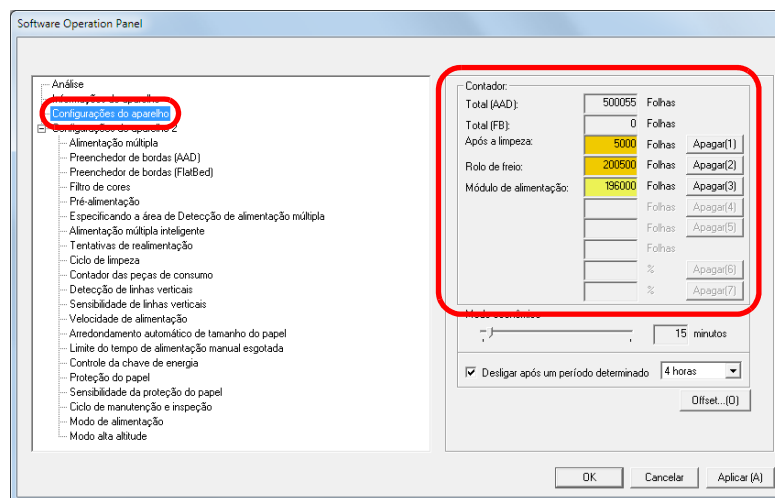 Software Operation Panel
Análise
Informações do aparelho
Configurações do aparelho
Configurações do aparelho 2
Alimentação múltipla
Preenchedor de bordas (AAD)
Preenchedor de bordas (FlatBed)
Filtro de cores
Pré-alimentação
Especificando a área de Detecção de alimentação múltipla
Alimentação múltipla inteligente
Tentativas de realimentação
Ciclo de limpeza
Contador das peças de consumo
Detecção de linhas verticais
Sensibilidade de linhas verticais
Velocidade de alimentação
Arredondamento automático de tamanho do papel
Limite do tempo de alimentação manual esgotada
Controle da chave de energia
Proteção do papel
Sensibilidade da proteção do papel
Ciclo de manutenção e inspeção
Modo de alimentação
Modo alta altitude
Contador:
Total (AAD): 500055 Folhas
Total (FB): 0 Folhas
Após a limpeza: 5000 Folhas Apagar(1)
Rolo de freio: 200500 Folhas Apagar(2)
Módulo de alimentação: 196000 Folhas Apagar(3)
Folhas Apagar(4)
Folhas Apagar(5)
Folhas
% Apagar(6)
% Apagar(7)
Modo econômico
15 minutos
Desligar após um período determinado 4 horas
Offset...(O)
OK Cancelar Aplicar (A)